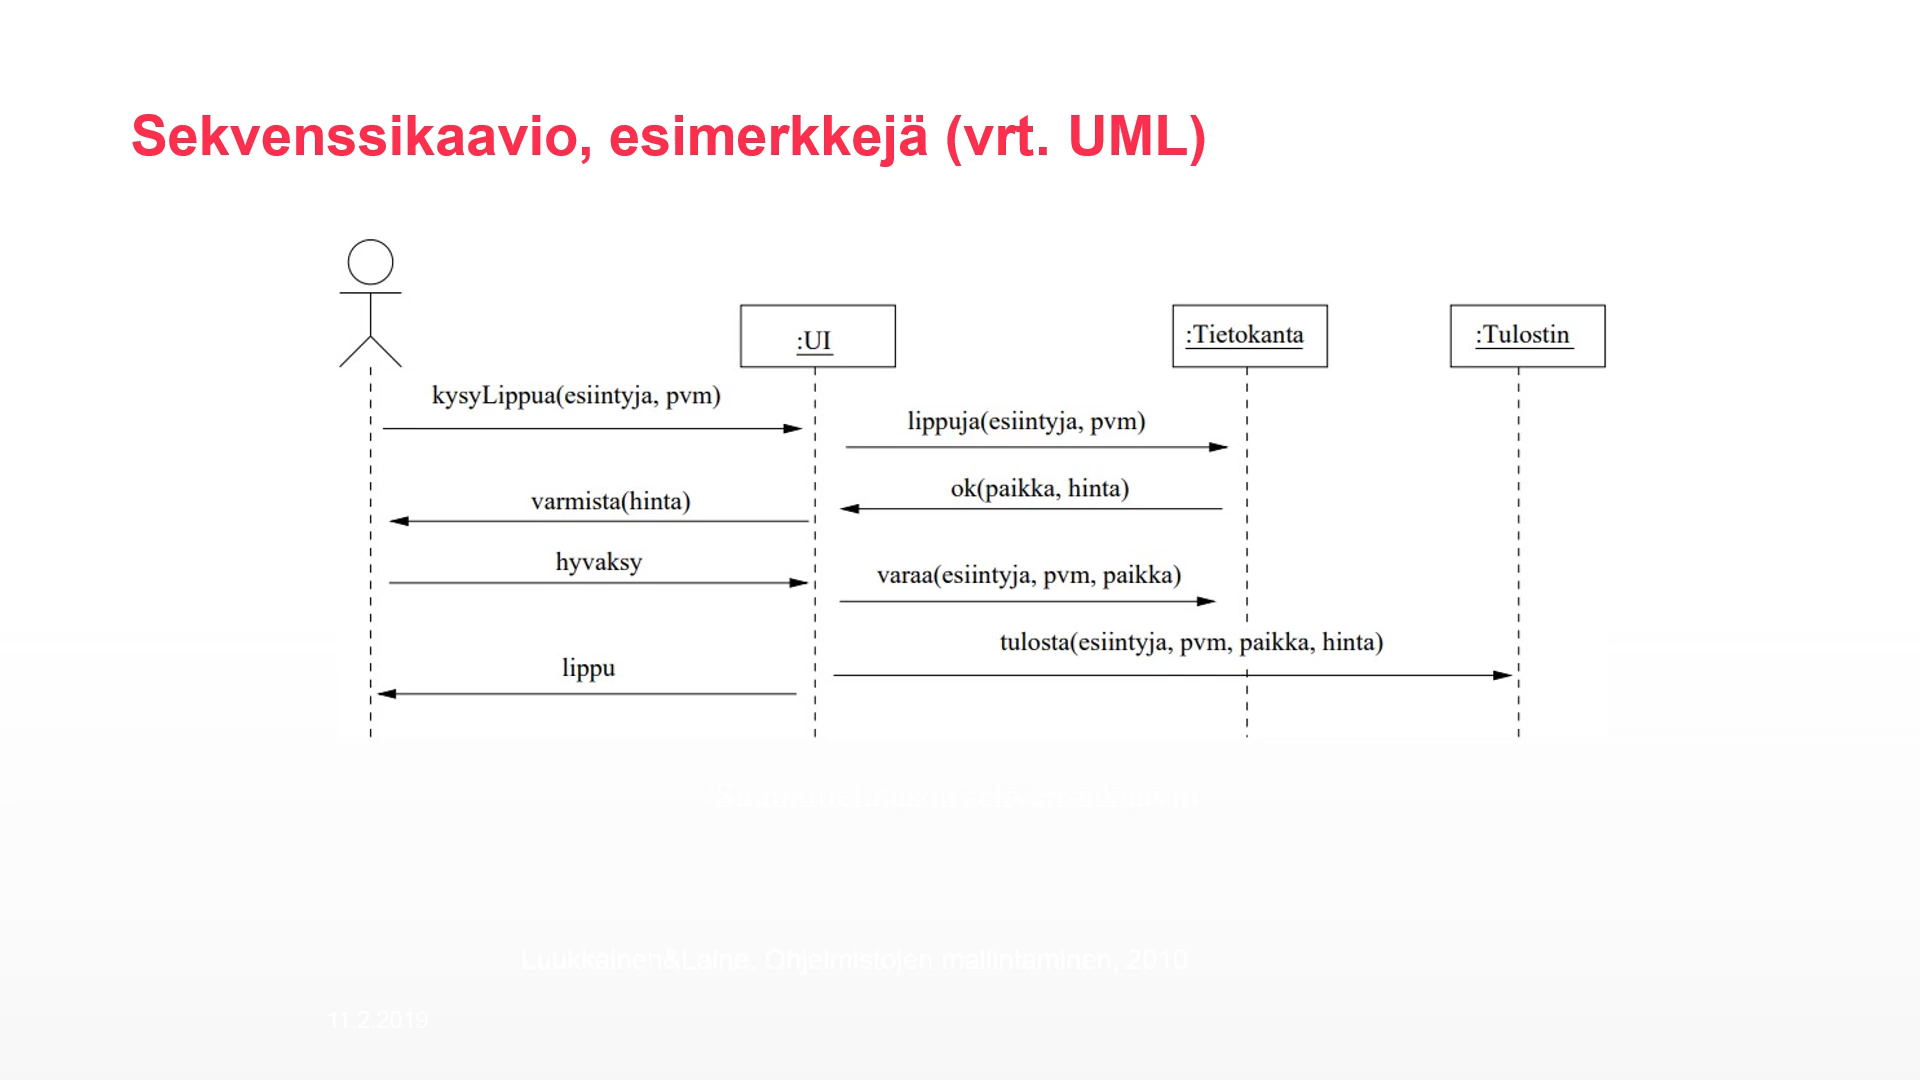 Sekvenssikaavio, esimerkkejä (vrt. UML)
:UI
:Tietokanta
:Tulostin
kysyLippua(esiintyja, pvm)
lippuja(esiintyja, pvm)
ok(paikka, hinta)
varmista(hinta)
hyvaksy
varaa(esiintyja, pvm, paikka)
tulosta(esiintyja, pvm, paikka, hinta)
lippu
Luukkainen&Laine, Ohjelmistojen mallintaminen, 2010
11.2.2019